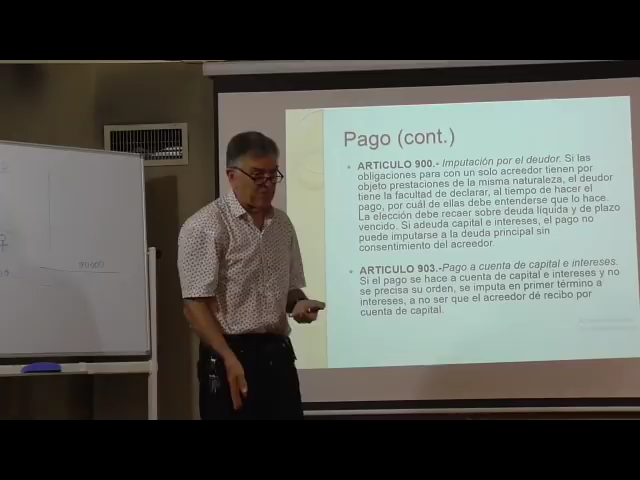 Pago (cont.)
• ARTICULO 900.- Imputación por el deudor. Si las
obligaciones para con un solo acreedor tienen por
objeto prestaciones de la misma naturaleza, el deudor
tiene la facultad de declarar, al tiempo de hacer el
pago, por cuál de ellas debe entenderse que lo hace.
La elección debe recaer sobre deuda líquida y de plazo
vencido. Si adeuda capital e intereses, el pago no
puede imputarse a la deuda principal sin
consentimiento del acreedor
• ARTICULO 903.-Pago a cuenta de capital e intereses.
Si el pago se hace a cuenta de capital e intereses y no
se precisa su orden, se imputa en primer término a
intereses, a no ser que el acreedor dé recibo por
cuenta de capital.